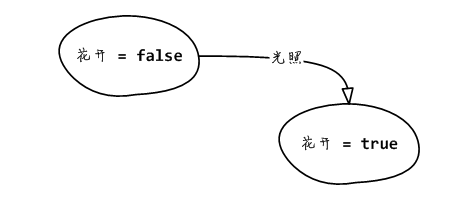 花开 = false
光照
花开 = true